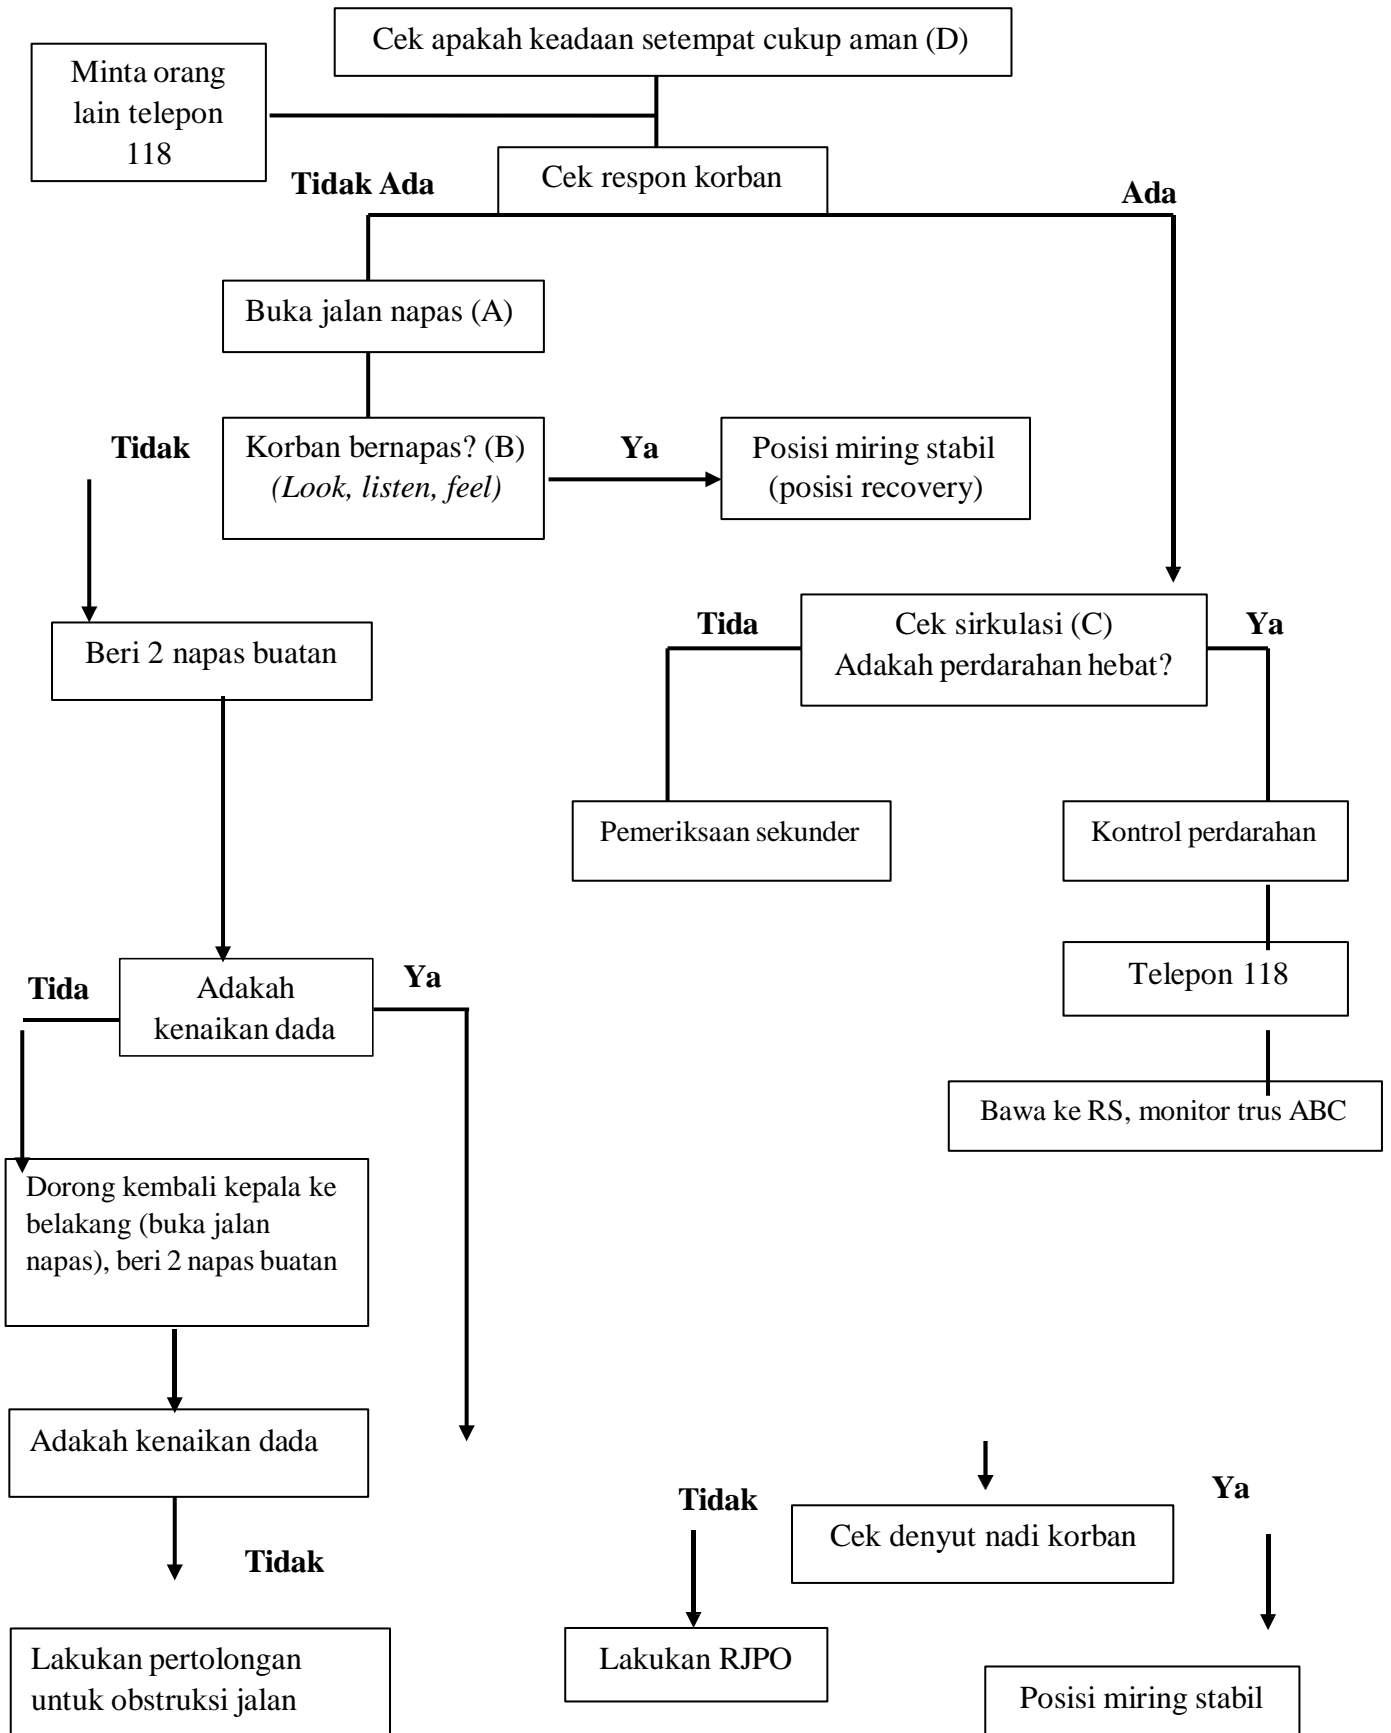 Cek apakah keadaan setempat cukup aman (D)
Minta orang
lain telepon
118
Cek respon korban
Tidak Ada
Ada
Buka jalan napas (A)
Tidak
Korban bernapas? (B)
(Look, listen, feel)
Ya
Posisi miring stabil
(posisi recovery)
Beri 2 napas buatan
Tida
Cek sirkulasi (C)
Adakah perdarahan hebat?
Ya
Pemeriksaan sekunder
Kontrol perdarahan
Telepon 118
Bawa ke RS, monitor trus ABC
Tida
Adakah
kenaikan dada
Ya
Dorong kembali kepala ke
belakang (buka jalan
napas), beri 2 napas buatan
Adakah kenaikan dada
Tidak
Lakukan pertolongan
untuk obstruksi jalan
Tidak
Cek denyut nadi korban
Ya
Lakukan RJPO
Posisi miring stabil